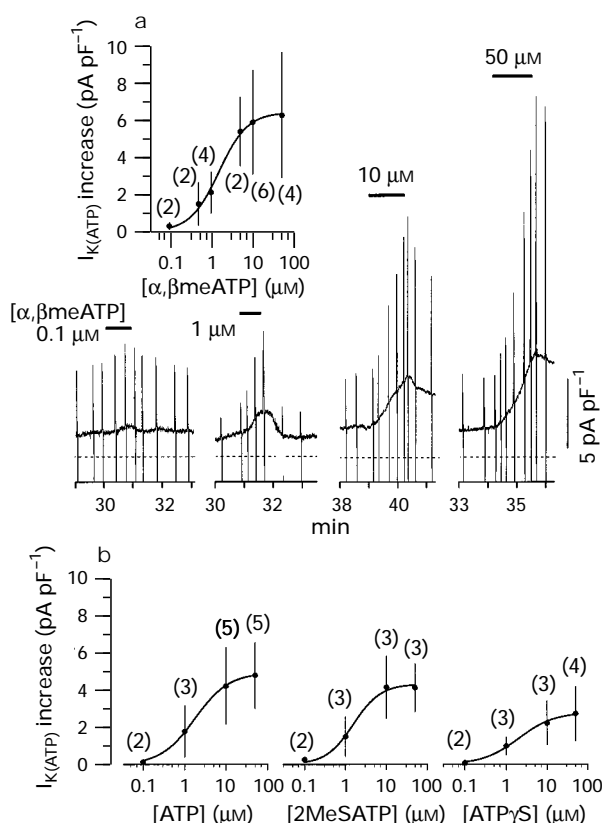 a
I_K(ATP) increase (pA pF⁻¹)
10
8
6
4
2
0
(2)
(2)
(4)
(2)
(6)
(4)
0.1 1 10 100
[α,βmeATP] (μM)
[α,βmeATP]
0.1 μM
1 μM
10 μM
50 μM
5 pA pF⁻¹
30 31 32 33
30 32
38 40
33 35
min
b
I_K(ATP) increase (pA pF⁻¹)
10
8
6
4
2
0
(2) (3) (5) (5)
(2) (3) (3) (3)
(2) (3) (3) (4)
0.1 1 10 100
0.1 1 10 100
0.1 1 10 100
[ATP] (μM) [2MeSATP] (μM) [ATPγS] (μM)